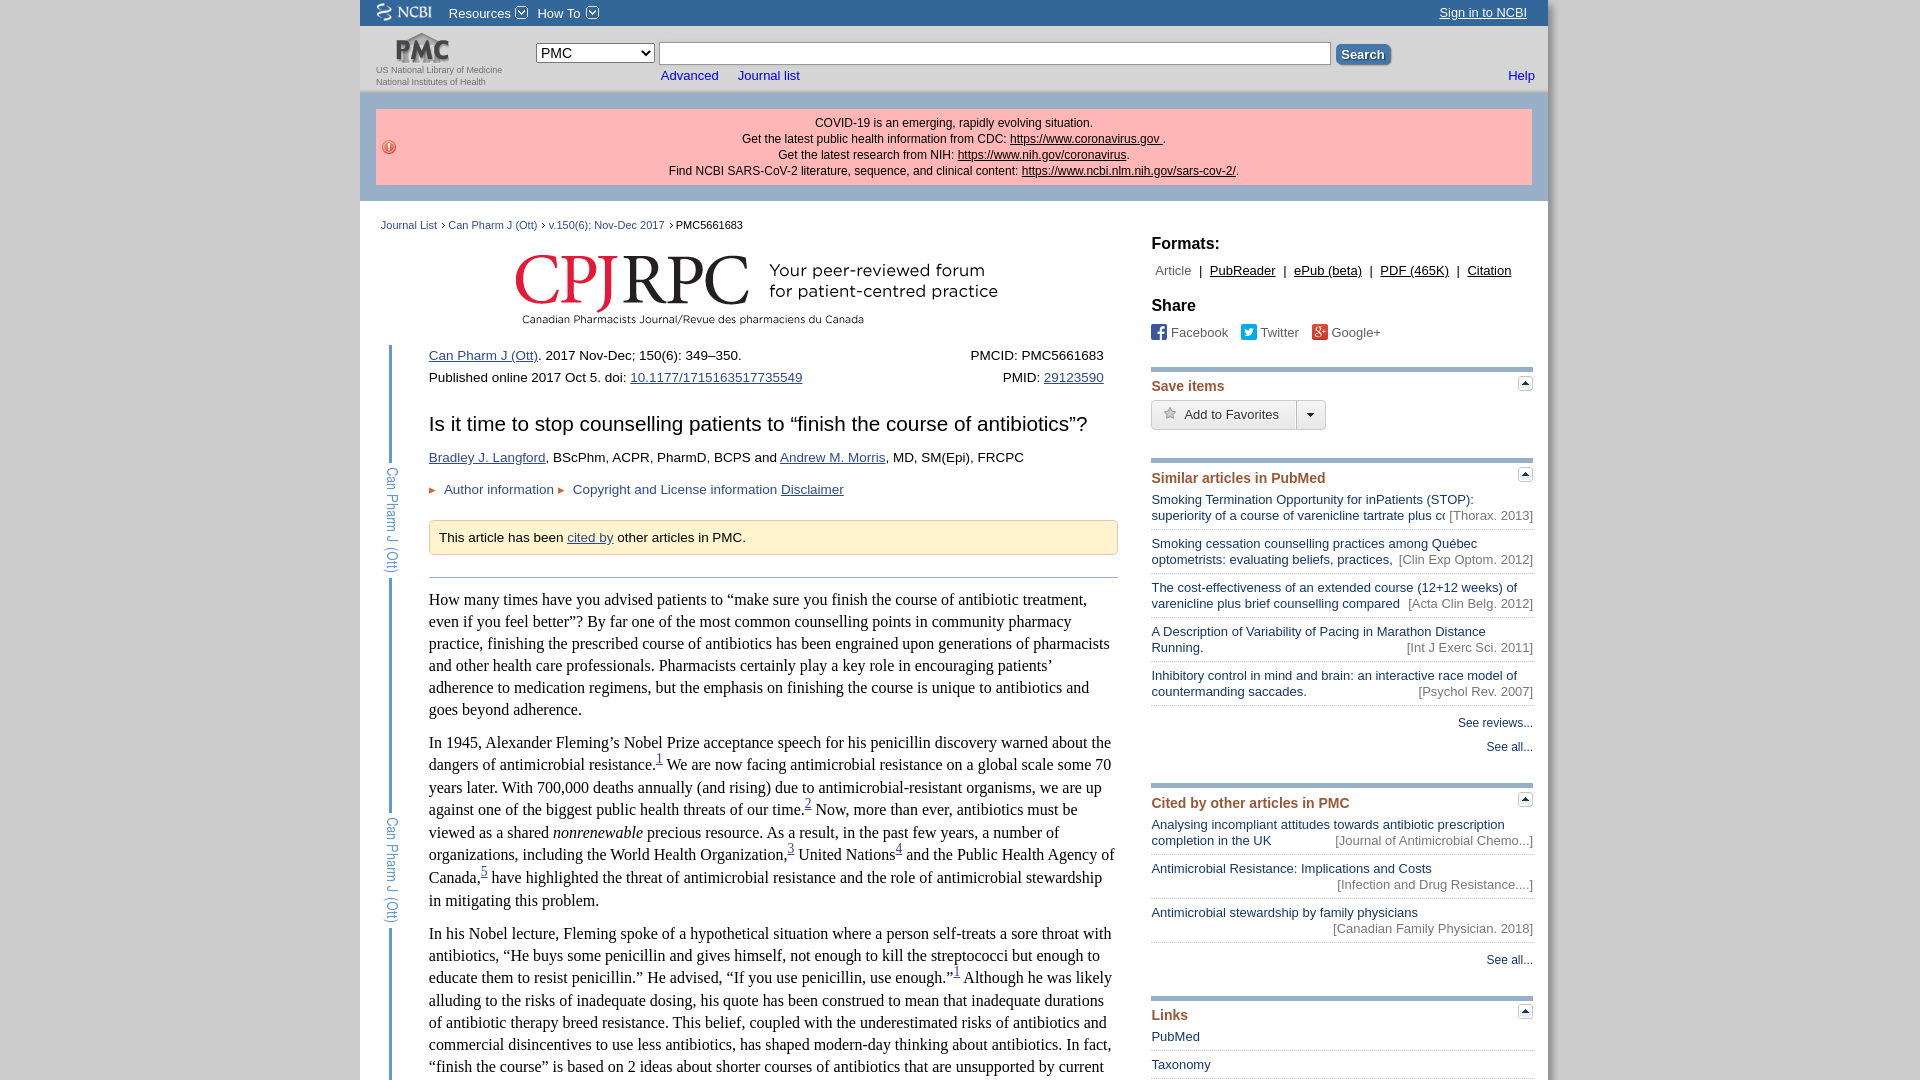 NCBI Resources How To Sign in to NCBI
PMC
US National Library of Medicine
National Institutes of Health
PMC Search
Advanced Journal list Help
COVID-19 is an emerging, rapidly evolving situation.
Get the latest public health information from CDC: https://www.coronavirus.gov .
Get the latest research from NIH: https://www.nih.gov/coronavirus.
Find NCBI SARS-CoV-2 literature, sequence, and clinical content: https://www.ncbi.nlm.nih.gov/sars-cov-2/.
Journal List > Can Pharm J (Ott) > v.150(6); Nov-Dec 2017 > PMC5661683
CPJRPC Your peer-reviewed forum
for patient-centred practice
Canadian Pharmacists Journal/Revue des pharmaciens du Canada
Can Pharm J (Ott)
Can Pharm J (Ott)
Can Pharm J (Ott). 2017 Nov-Dec; 150(6): 349–350. PMCID: PMC5661683
Published online 2017 Oct 5. doi: 10.1177/1715163517735549 PMID: 29123590
Is it time to stop counselling patients to “finish the course of antibiotics”?
Bradley J. Langford, BScPhm, ACPR, PharmD, BCPS and Andrew M. Morris, MD, SM(Epi), FRCPC
► Author information ► Copyright and License information Disclaimer
This article has been cited by other articles in PMC.
How many times have you advised patients to “make sure you finish the course of antibiotic treatment,
even if you feel better”? By far one of the most common counselling points in community pharmacy
practice, finishing the prescribed course of antibiotics has been engrained upon generations of pharmacists
and other health care professionals. Pharmacists certainly play a key role in encouraging patients’
adherence to medication regimens, but the emphasis on finishing the course is unique to antibiotics and
goes beyond adherence.
In 1945, Alexander Fleming’s Nobel Prize acceptance speech for his penicillin discovery warned about the
dangers of antimicrobial resistance.1 We are now facing antimicrobial resistance on a global scale some 70
years later. With 700,000 deaths annually (and rising) due to antimicrobial-resistant organisms, we are up
against one of the biggest public health threats of our time.2 Now, more than ever, antibiotics must be
viewed as a shared nonrenewable precious resource. As a result, in the past few years, a number of
organizations, including the World Health Organization,3 United Nations4 and the Public Health Agency of
Canada,5 have highlighted the threat of antimicrobial resistance and the role of antimicrobial stewardship
in mitigating this problem.
In his Nobel lecture, Fleming spoke of a hypothetical situation where a person self-treats a sore throat with
antibiotics, “He buys some penicillin and gives himself, not enough to kill the streptococci but enough to
educate them to resist penicillin.” He advised, “If you use penicillin, use enough.”1 Although he was likely
alluding to the risks of inadequate dosing, his quote has been construed to mean that inadequate durations
of antibiotic therapy breed resistance. This belief, coupled with the underestimated risks of antibiotics and
commercial disincentives to use less antibiotics, has shaped modern-day thinking about antibiotics. In fact,
“finish the course” is based on 2 ideas about shorter courses of antibiotics that are unsupported by current
Formats:
Article | PubReader | ePub (beta) | PDF (465K) | Citation
Share
Facebook Twitter Google+
Save items
Add to Favorites
Similar articles in PubMed
Smoking Termination Opportunity for inPatients (STOP):
superiority of a course of varenicline tartrate plus co [Thorax. 2013]
Smoking cessation counselling practices among Québec
optometrists: evaluating beliefs, practices, [Clin Exp Optom. 2012]
The cost-effectiveness of an extended course (12+12 weeks) of
varenicline plus brief counselling compared [Acta Clin Belg. 2012]
A Description of Variability of Pacing in Marathon Distance
Running. [Int J Exerc Sci. 2011]
Inhibitory control in mind and brain: an interactive race model of
countermanding saccades. [Psychol Rev. 2007]
See reviews...
See all...
Cited by other articles in PMC
Analysing incompliant attitudes towards antibiotic prescription
completion in the UK [Journal of Antimicrobial Chemo...]
Antimicrobial Resistance: Implications and Costs
[Infection and Drug Resistance....]
Antimicrobial stewardship by family physicians
[Canadian Family Physician. 2018]
See all...
Links
PubMed
Taxonomy